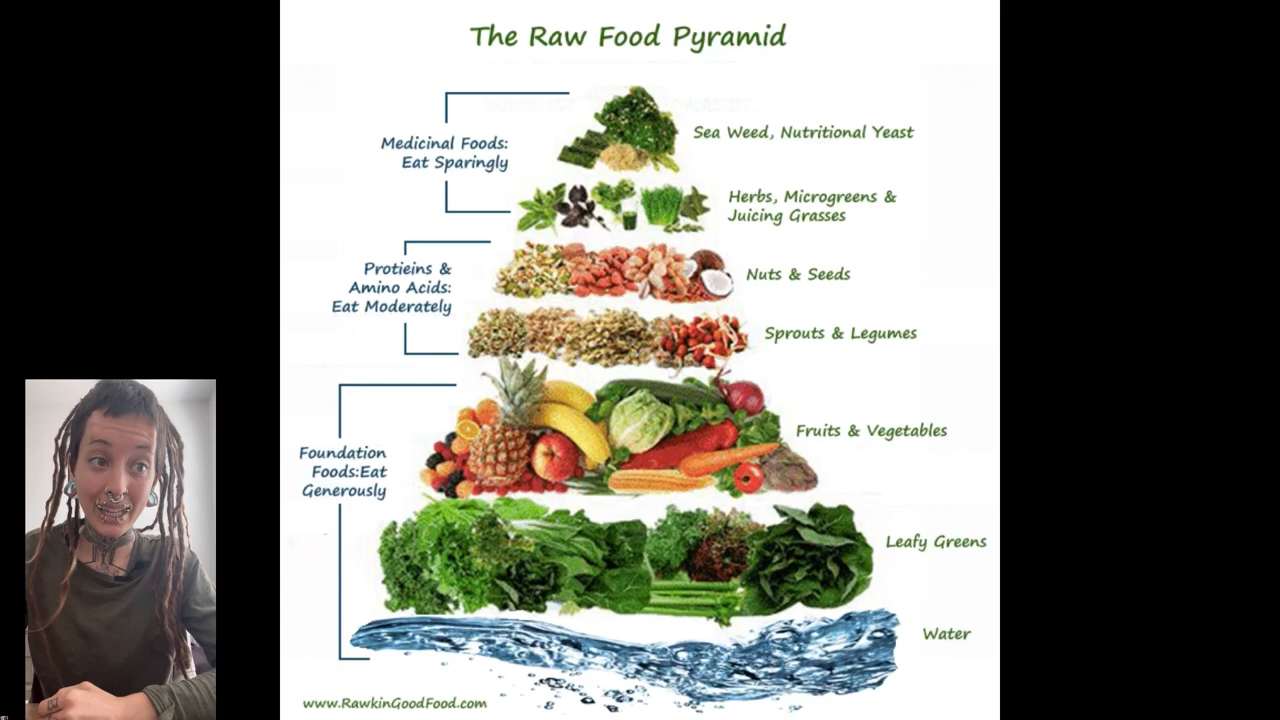 The Raw Food Pyramid
Medicinal Foods:
Eat Sparingly
Sea Weed, Nutritional Yeast
Herbs, Microgreens &
Juicing Grasses
Protieins &
Amino Acids:
Eat Moderately
Nuts & Seeds
Sprouts & Legumes
Foundation
Foods:Eat
Generously
Fruits & Vegetables
Leafy Greens
Water
www.RawkinGoodFood.com